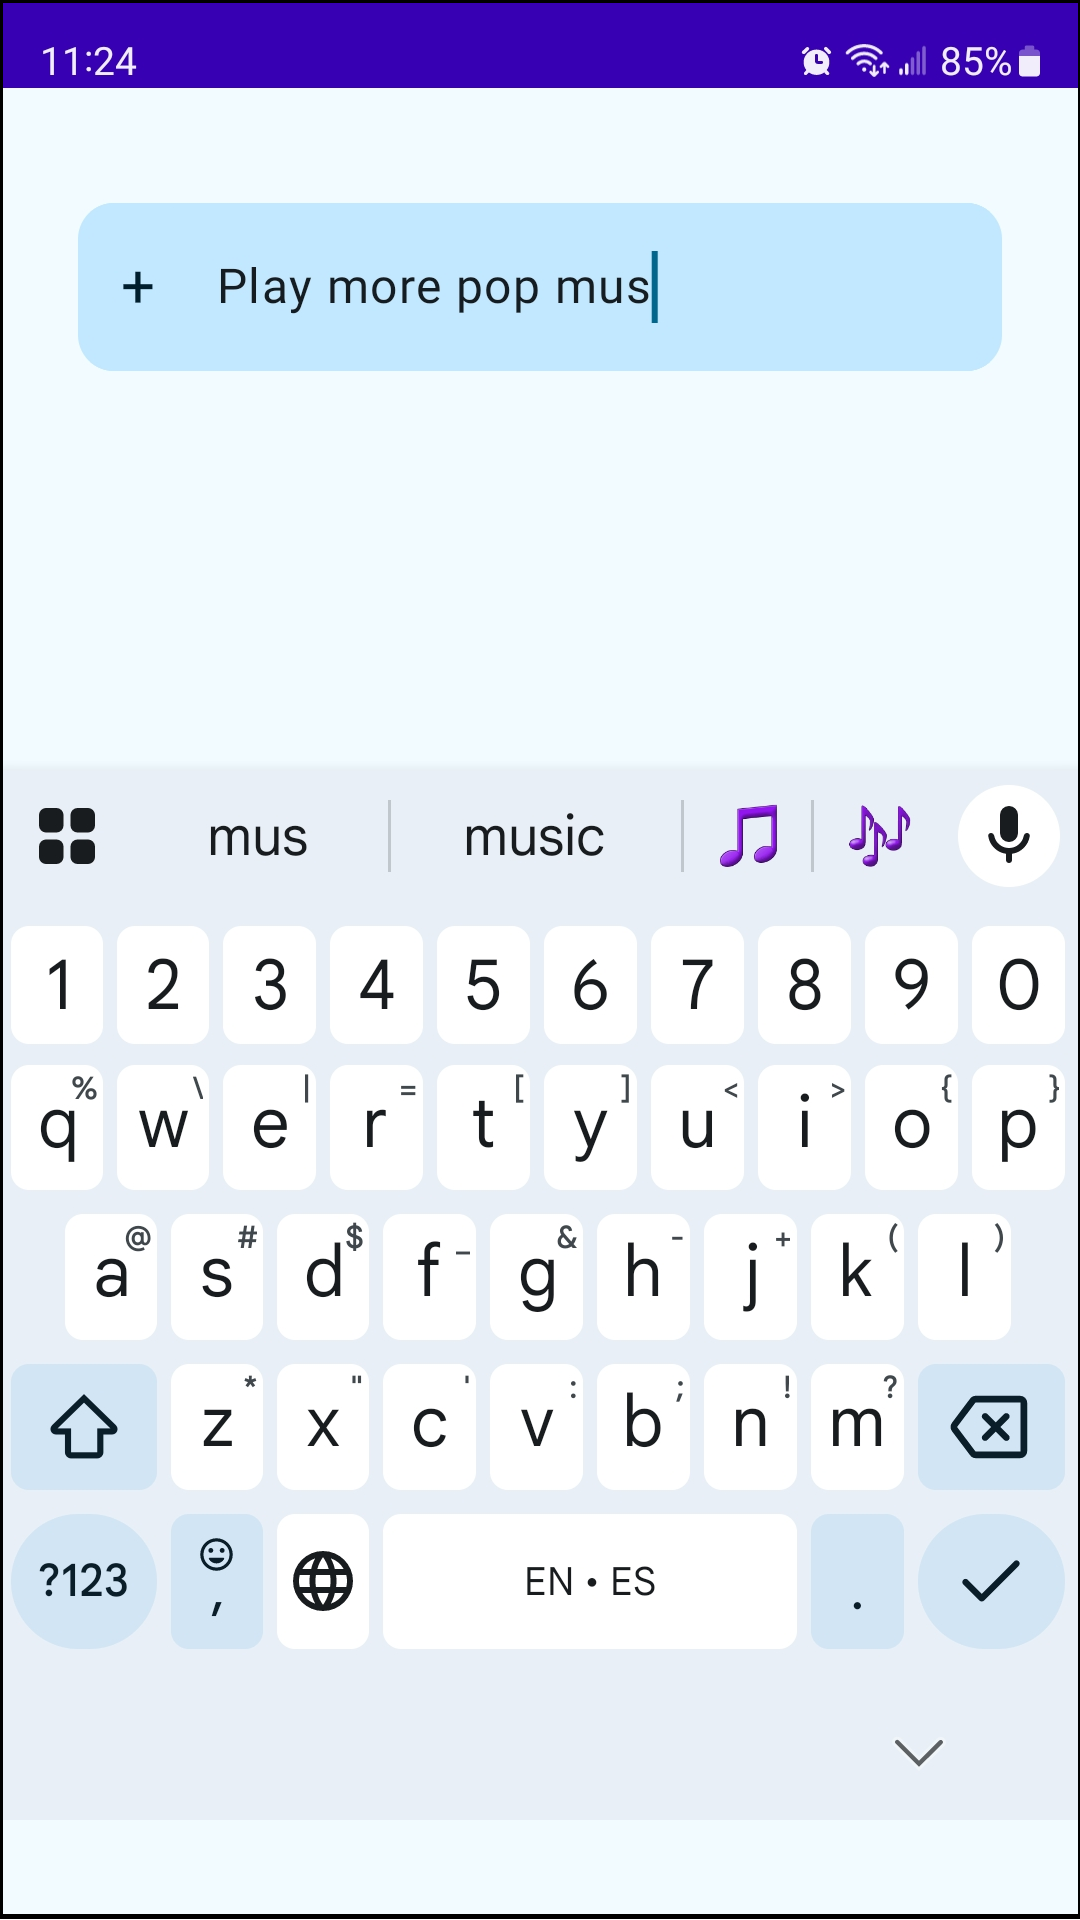 11:24 85%
+ Play more pop mus
mus music 🎵 🎶
1 2 3 4 5 6 7 8 9 0
q% w\ e| r= t[ y] u< i> o{ p}
a@ s# d$ f_ g& h- j+ k( l)
z* x" c' v: b; n! m?
?123 , EN • ES .